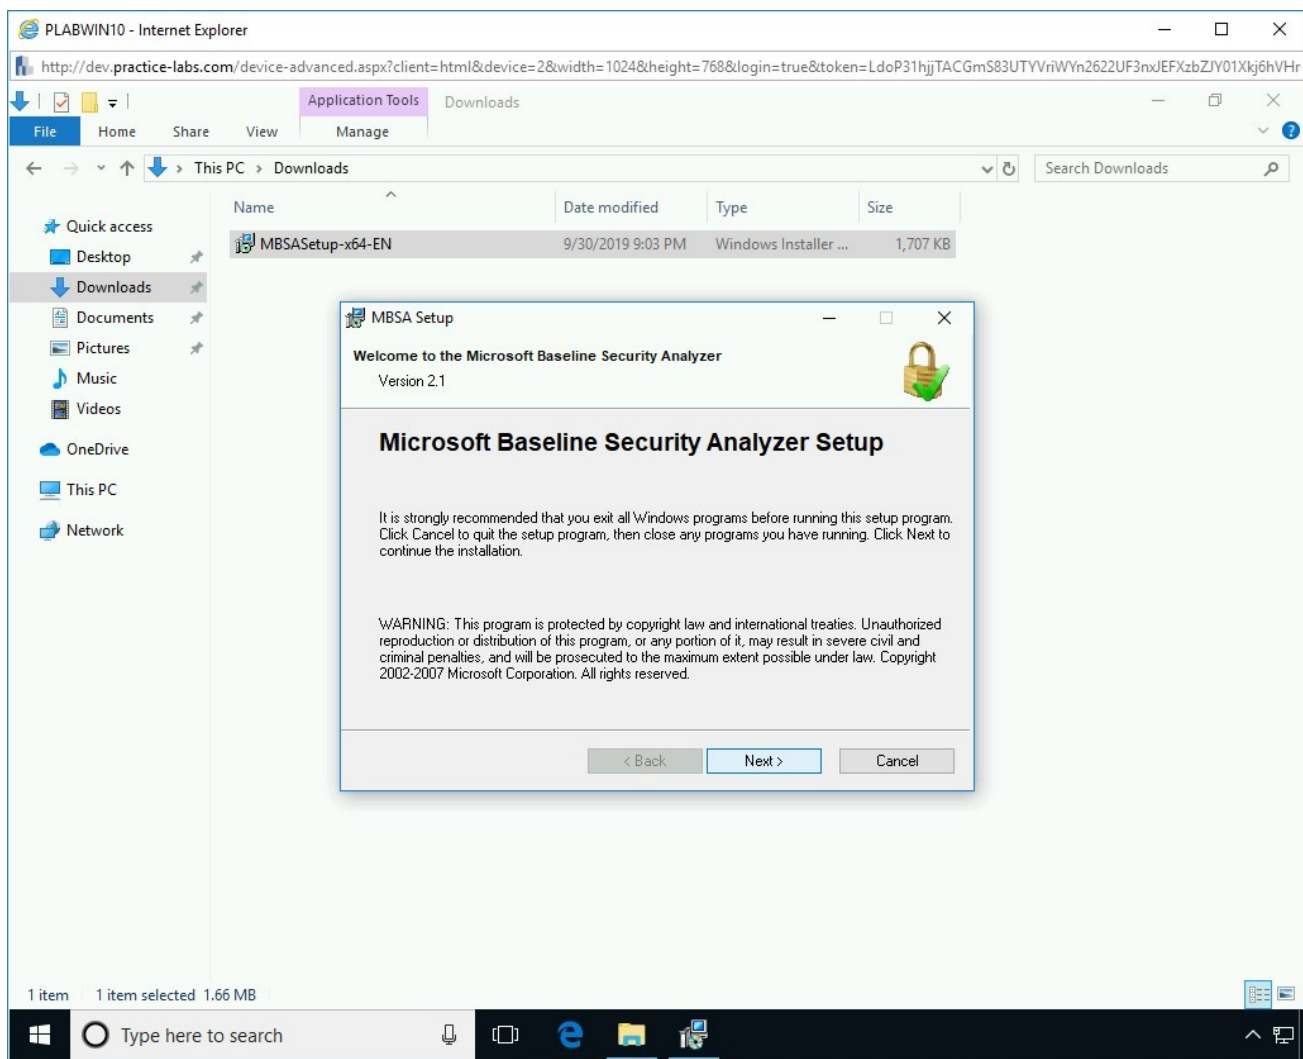 PLABWIN10 - Internet Explorer
http://dev.practice-labs.com/device-advanced.aspx?client=html&device=2&width=1024&height=768&login=true&token=LdoP31hjjTACGmS83UTYVriWYn2622UF3nxJEFXzbZJY01Xkj6hVHr
Application Tools Downloads
File Home Share View Manage
This PC > Downloads Search Downloads
Name Date modified Type Size
Quick access
Desktop
Downloads
Documents
Pictures
Music
Videos
OneDrive
This PC
Network
MBSASetup-x64-EN 9/30/2019 9:03 PM Windows Installer ... 1,707 KB
MBSA Setup
Welcome to the Microsoft Baseline Security Analyzer
Version 2.1
Microsoft Baseline Security Analyzer Setup
It is strongly recommended that you exit all Windows programs before running this setup program.
Click Cancel to quit the setup program, then close any programs you have running. Click Next to
continue the installation.
WARNING: This program is protected by copyright law and international treaties. Unauthorized
reproduction or distribution of this program, or any portion of it, may result in severe civil and
criminal penalties, and will be prosecuted to the maximum extent possible under law. Copyright
2002-2007 Microsoft Corporation. All rights reserved.
< Back Next > Cancel
1 item 1 item selected 1.66 MB
Type here to search